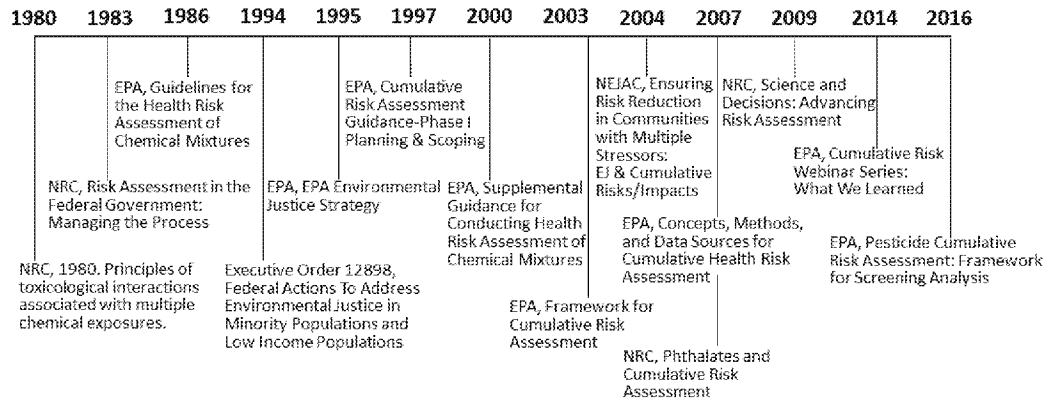 1980 1983 1986 1994 1995 1997 2000 2003 2004 2007 2009 2014 2016
EPA, Guidelines for
the Health Risk
Assessment of
Chemical Mixtures
EPA, Cumulative
Risk Assessment
Guidance-Phase I
Planning & Scoping
NEJAC, Ensuring
Risk Reduction
in Communities
with Multiple
Stressors:
EJ & Cumulative
Risks/Impacts
NRC, Science and
Decisions: Advancing
Risk Assessment
EPA, Cumulative Risk
Webinar Series:
What We Learned
NRC, Risk Assessment in the
Federal Government:
Managing the Process
EPA, EPA Environmental
Justice Strategy
EPA, Supplemental
Guidance for
Conducting Health
Risk Assessment of
Chemical Mixtures
EPA, Concepts, Methods,
and Data Sources for
Cumulative Health Risk
Assessment
EPA, Pesticide Cumulative
Risk Assessment: Framework
for Screening Analysis
NRC, 1980. Principles of
toxicological interactions
associated with multiple
chemical exposures.
Executive Order 12898,
Federal Actions To Address
Environmental Justice in
Minority Populations and
Low Income Populations
EPA, Framework for
Cumulative Risk
Assessment
NRC, Phthalates and
Cumulative Risk
Assessment